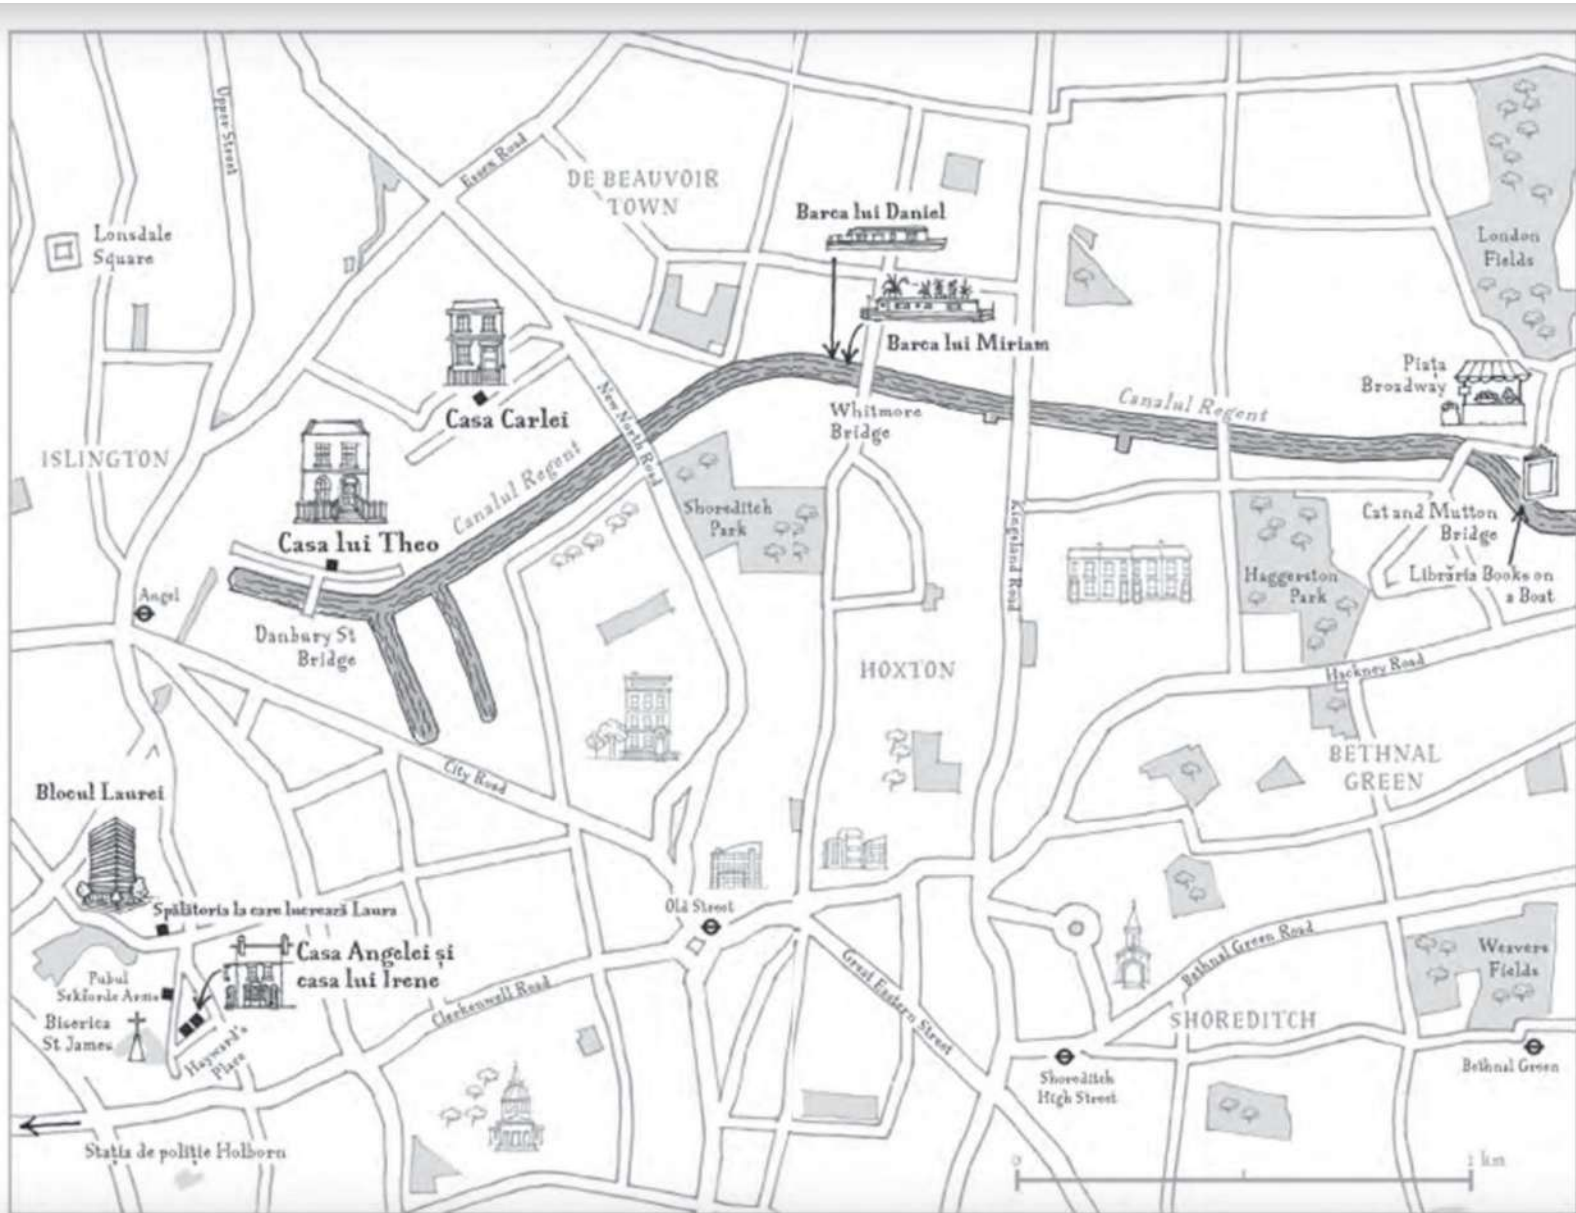 Upper Street
Essex Road
DE BEAUVOIR
TOWN
Barca lui Daniel
Lonsdale
Square
London
Fields
Barca lui Miriam
Piața
Broadway
Canalul Regent
Whitmore
Bridge
Casa Carlei
New North Road
ISLINGTON
Canalul Regent
Shoreditch
Park
Kingsland Road
Cat and Mutton
Bridge
Casa lui Theo
Haggerston
Park
Librăria Books on
a Boat
Angel
Danbury St
Bridge
HOXTON
Hackney Road
BETHNAL
GREEN
City Road
Blocul Laurei
Old Street
Spălătoria la care lucrează Laura
Casa Angelei și
casa lui Irene
Great Eastern Street
Bethnal Green Road
Weavers
Fields
Pubul
Sekforde Arms
Clerkenwell Road
Biserica
St James
Hayward's
Place
SHOREDITCH
Shoreditch
High Street
Bethnal Green
Stația de poliție Holborn
0
1 km